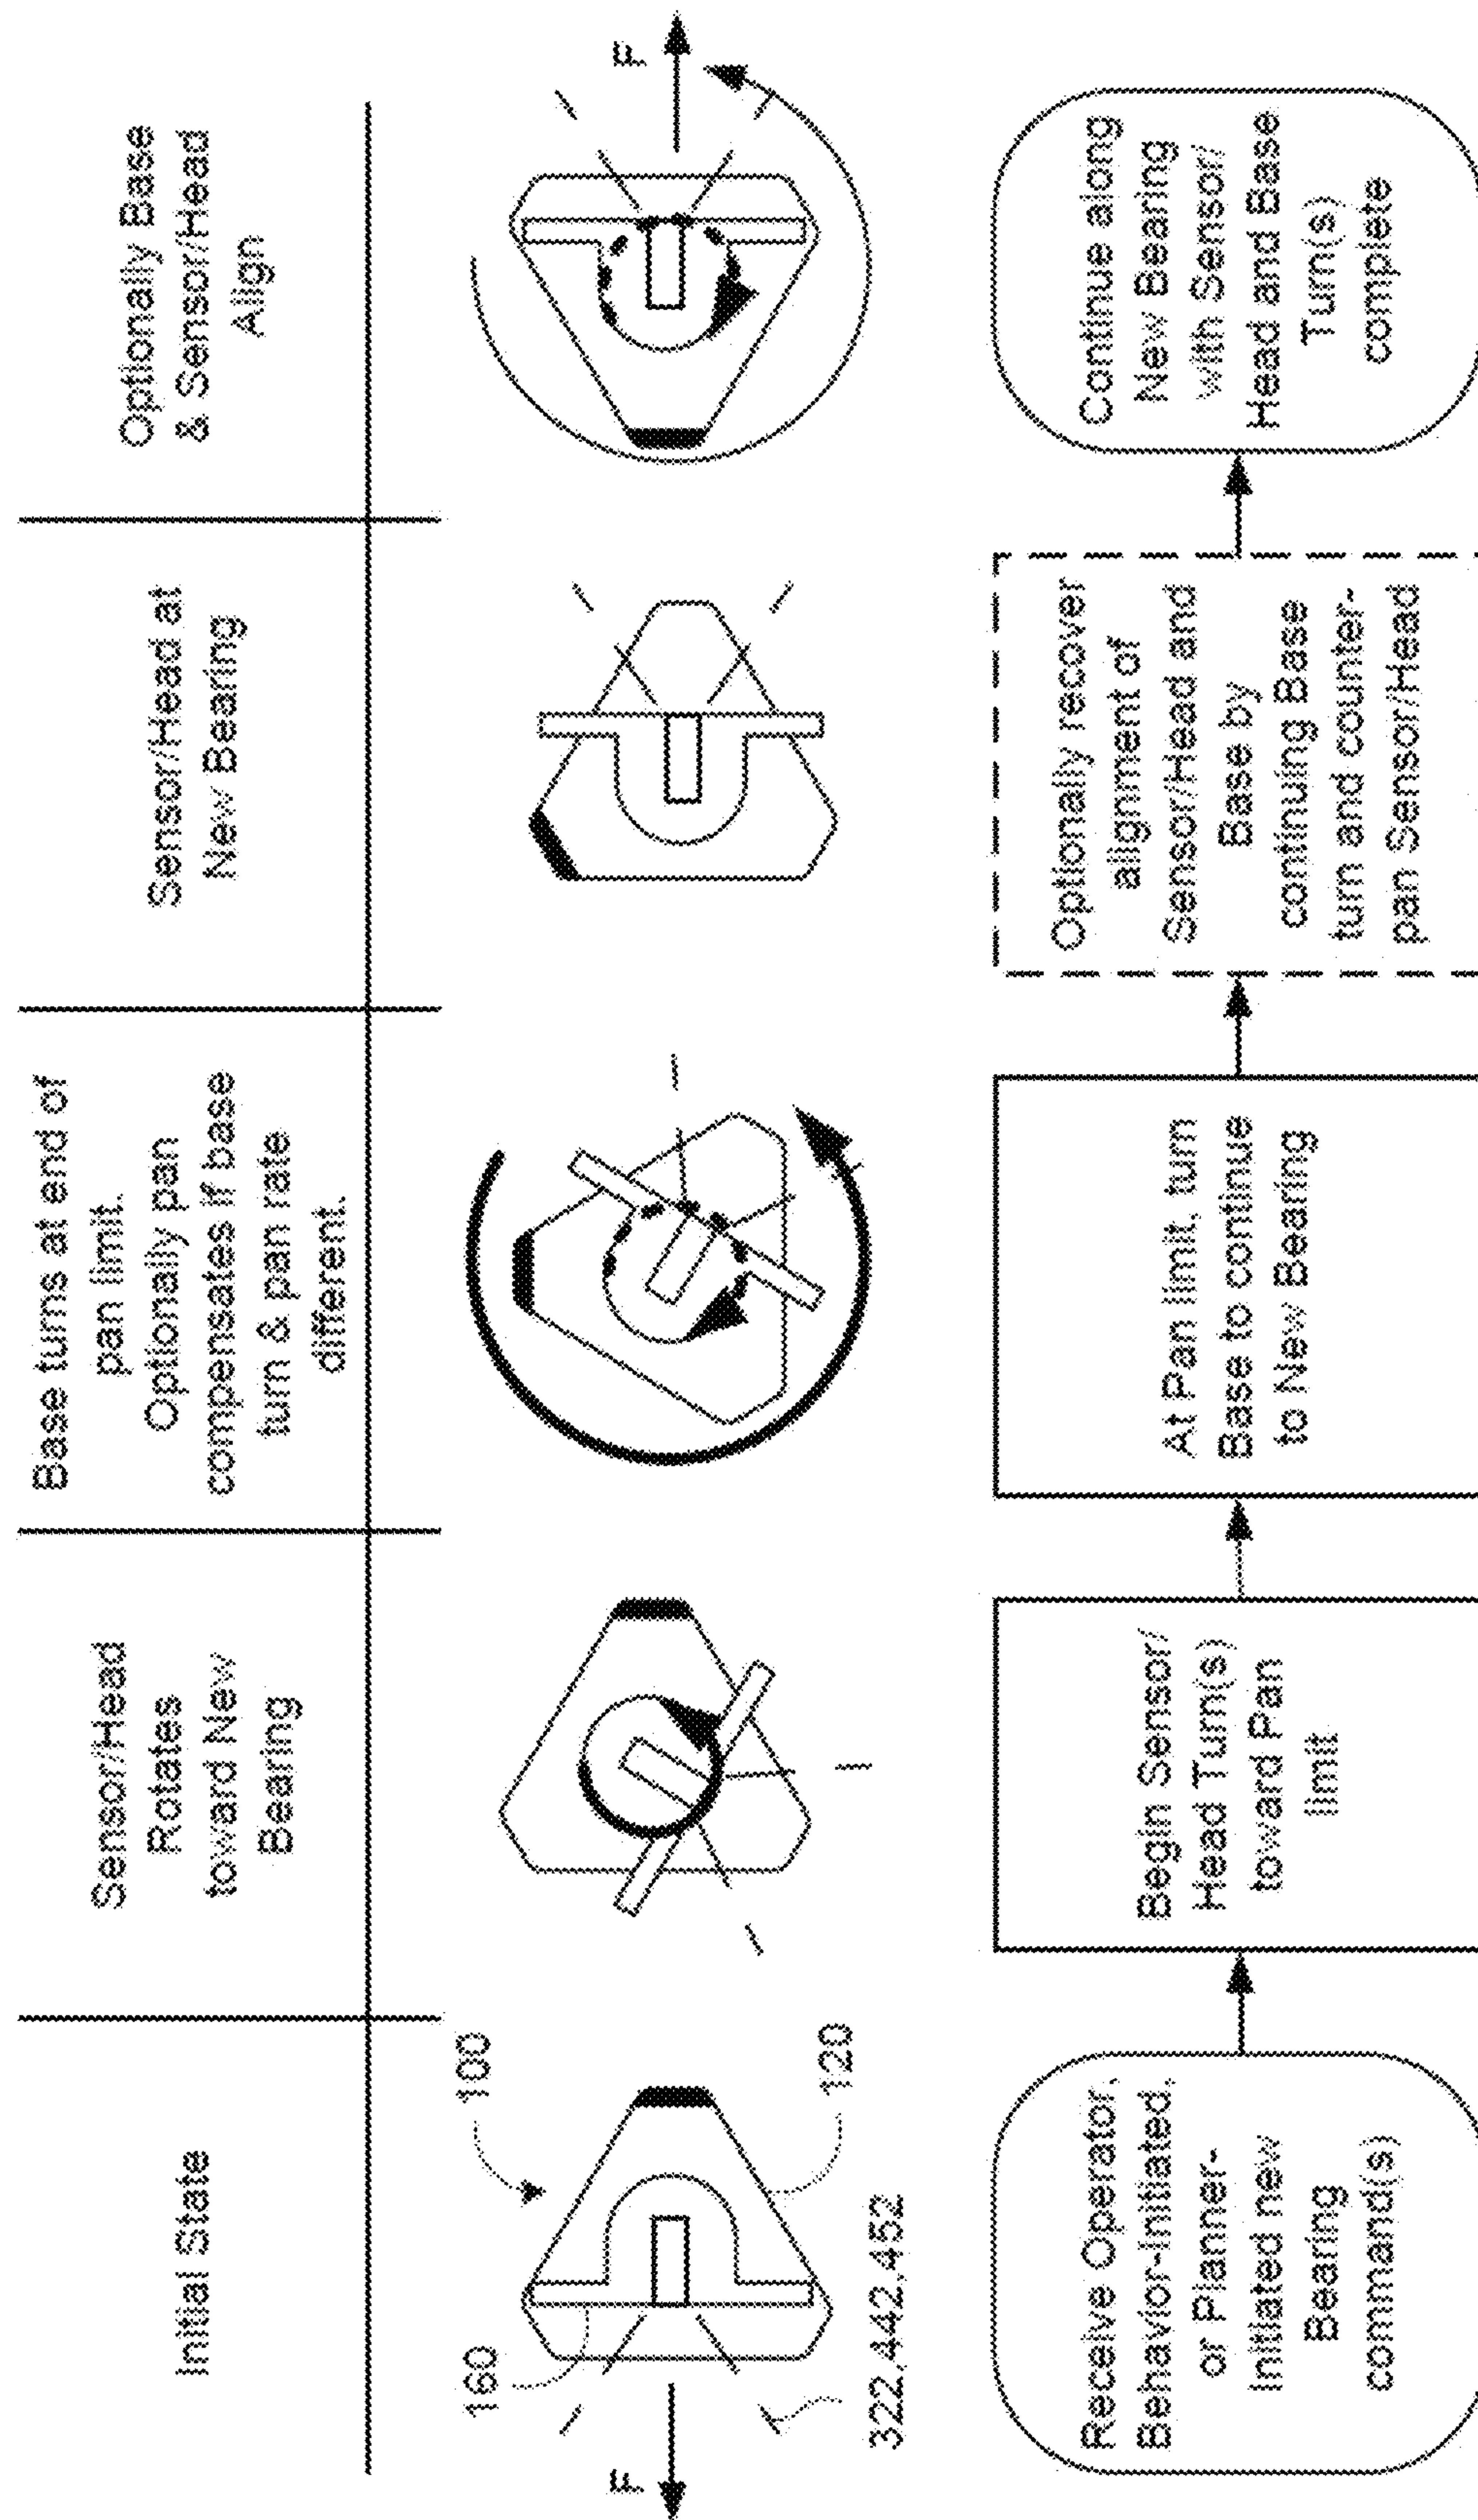 Initial State
Sensor/Head
Rotates
toward New
Bearing
Base turns at end of
pan limit.
Optionally pan
compensates if base
turn & pan rate
different.
Sensor/Head at
New Bearing
Optionally Base
& Sensor/Head
Align
F
160
100
120
322,442,452
F
Receive Operator,
Behavior-Initiated,
or Planner-
Initiated new
Bearing
command(s)
Begin Sensor/
Head Turn(s)
toward Pan
limit
At Pan limit, turn
Base to continue
to New Bearing
Optionally recover
alignment of
Sensor/Head and
Base by
continuing Base
turn and counter-
pan Sensor/Head
Continue along
New Bearing
with Sensor/
Head and Base
Turn(s)
complete